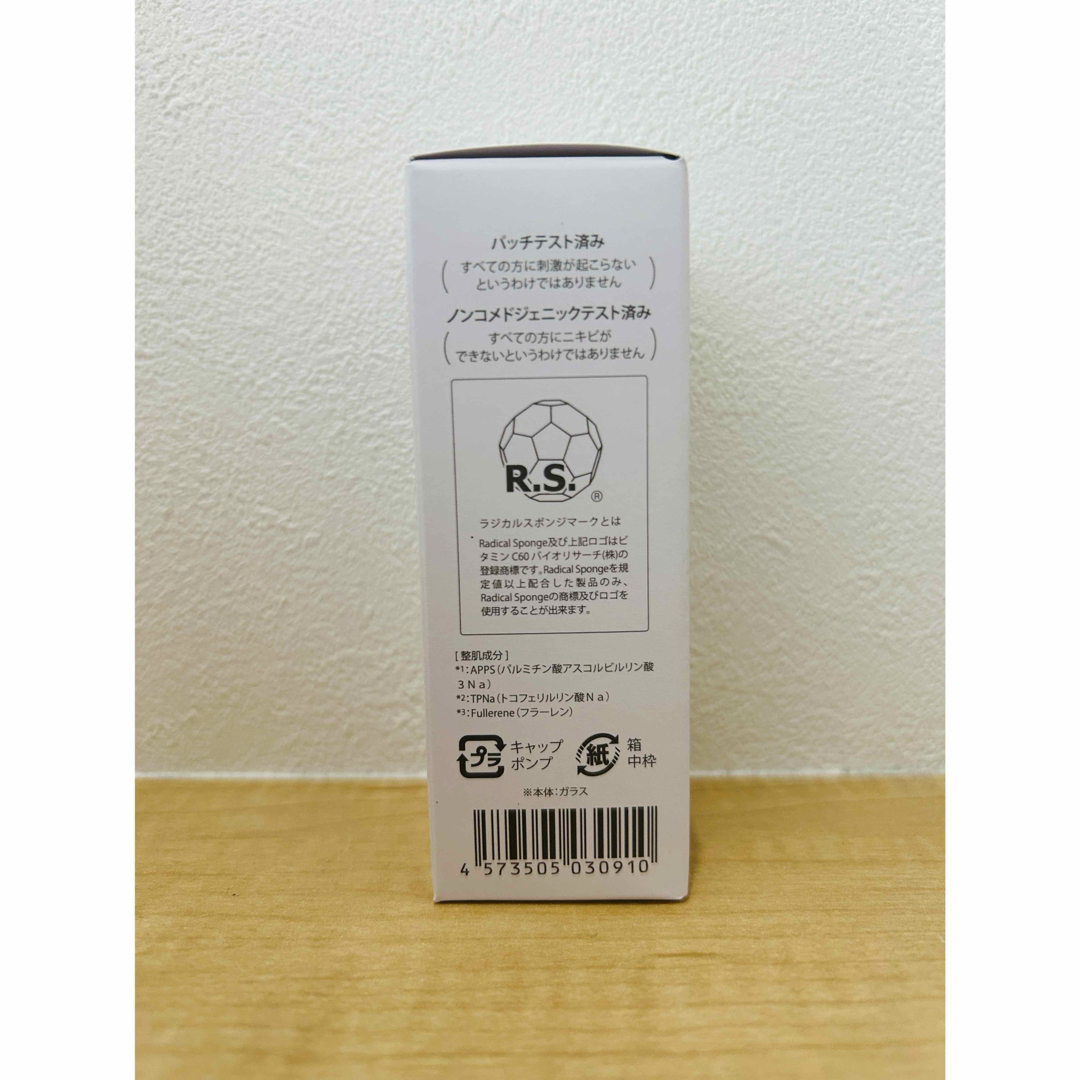 パッチテスト済み
(すべての方に刺激が起こらない
というわけではありません)
ノンコメドジェニックテスト済み
(すべての方にニキビが
できないというわけではありません)
R.S.
®
ラジカルスポンジマークとは
Radical Sponge及び上記ロゴはビ
タミン C60 バイオリサーチ(株)の
登録商標です。Radical Spongeを規
定値以上配合した製品のみ、
Radical Spongeの商標及びロゴを
使用することが出来ます。
[ 整肌成分 ]
*1:APPS(パルミチン酸アスコルビルリン酸
3Na)
*2:TPNa(トコフェリルリン酸Na)
*3:Fullerene(フラーレン)
プラ キャップ
ポンプ
紙 箱
中枠
※本体:ガラス
4 573505 030910